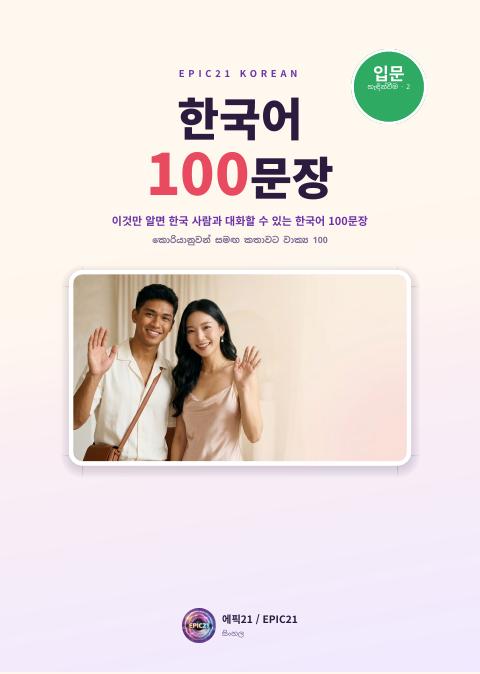 EPIC21 KOREAN
입문
හැඳින්වීම · 2
한국어
100문장
이것만 알면 한국 사람과 대화할 수 있는 한국어 100문장
කොරියානුවන් සමඟ කතාවට වාක්‍ය 100
EPIC21
에픽21 / EPIC21
සිංහල